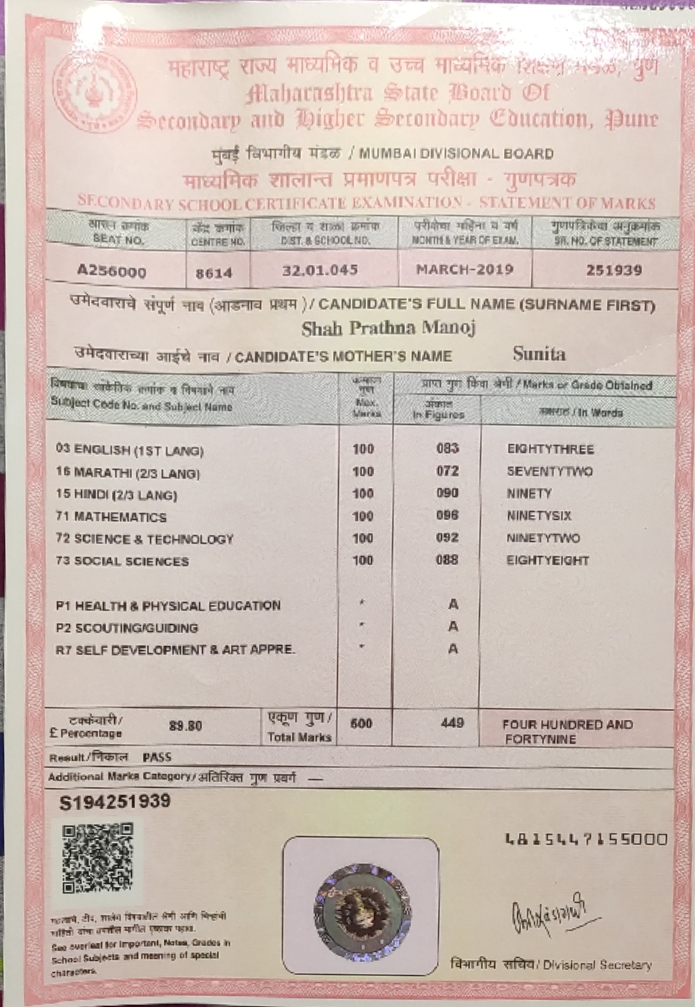 महाराष्ट्र राज्य माध्यमिक व उच्च माध्यमिक शिक्षण मंडळ, पुणे
Maharashtra State Board Of
Secondary and Higher Secondary Education, Pune
मुंबई विभागीय मंडळ / MUMBAI DIVISIONAL BOARD
माध्यमिक शालान्त प्रमाणपत्र परीक्षा - गुणपत्रक
SECONDARY SCHOOL CERTIFICATE EXAMINATION - STATEMENT OF MARKS
आसन क्रमांक केंद्र क्रमांक जिल्हा व शाळा क्रमांक परीक्षेचा महिना व वर्ष गुणपत्रिकेचा अनुक्रमांक
SEAT NO. CENTRE NO. DIST. & SCHOOL NO. MONTH & YEAR OF EXAM. SR. NO. OF STATEMENT
A256000 8614 32.01.045 MARCH-2019 251939
उमेदवाराचे संपूर्ण नाव (आडनाव प्रथम) / CANDIDATE'S FULL NAME (SURNAME FIRST)
Shah Prathna Manoj
उमेदवाराच्या आईचे नाव / CANDIDATE'S MOTHER'S NAME Sunita
विषयाचा सांकेतिक क्रमांक व विषयाचे नाव कमाल गुण प्राप्त गुण किंवा श्रेणी / Marks or Grade Obtained
Subject Code No. and Subject Name Max. Marks अंकात In Figures अक्षरात / In Words
03 ENGLISH (1ST LANG) 100 083 EIGHTYTHREE
16 MARATHI (2/3 LANG) 100 072 SEVENTYTWO
15 HINDI (2/3 LANG) 100 090 NINETY
71 MATHEMATICS 100 096 NINETYSIX
72 SCIENCE & TECHNOLOGY 100 092 NINETYTWO
73 SOCIAL SCIENCES 100 088 EIGHTYEIGHT
P1 HEALTH & PHYSICAL EDUCATION * A
P2 SCOUTING/GUIDING * A
R7 SELF DEVELOPMENT & ART APPRE. * A
टक्केवारी/ एकूण गुण/
£ Percentage 89.80 Total Marks 500 449 FOUR HUNDRED AND
FORTYNINE
Result/निकाल PASS
Additional Marks Category/अतिरिक्त गुण प्रवर्ग —
S194251939
4815447155000
See overleaf for Important, Notes, Grades in
School Subjects and meaning of special
characters.
विभागीय सचिव/ Divisional Secretary